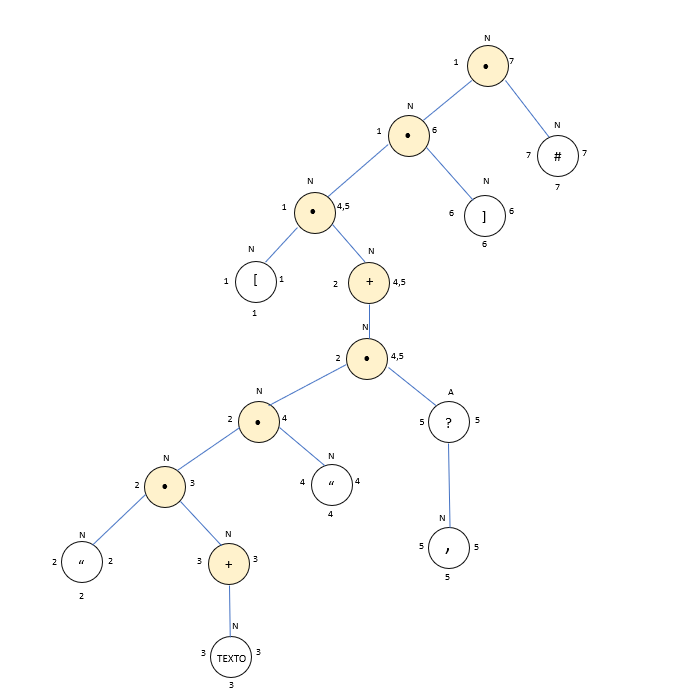 N
1 • 7
N
1 • 6
N
7 # 7
7
N
1 • 4,5
N
6 ] 6
6
N
1 [ 1
1
N
2 + 4,5
N
2 • 4,5
N
2 • 4
A
5 ? 5
N
2 • 3
N
4 “ 4
4
N
2 “ 2
2
N
3 + 3
N
5 , 5
5
N
3 TEXTO 3
3